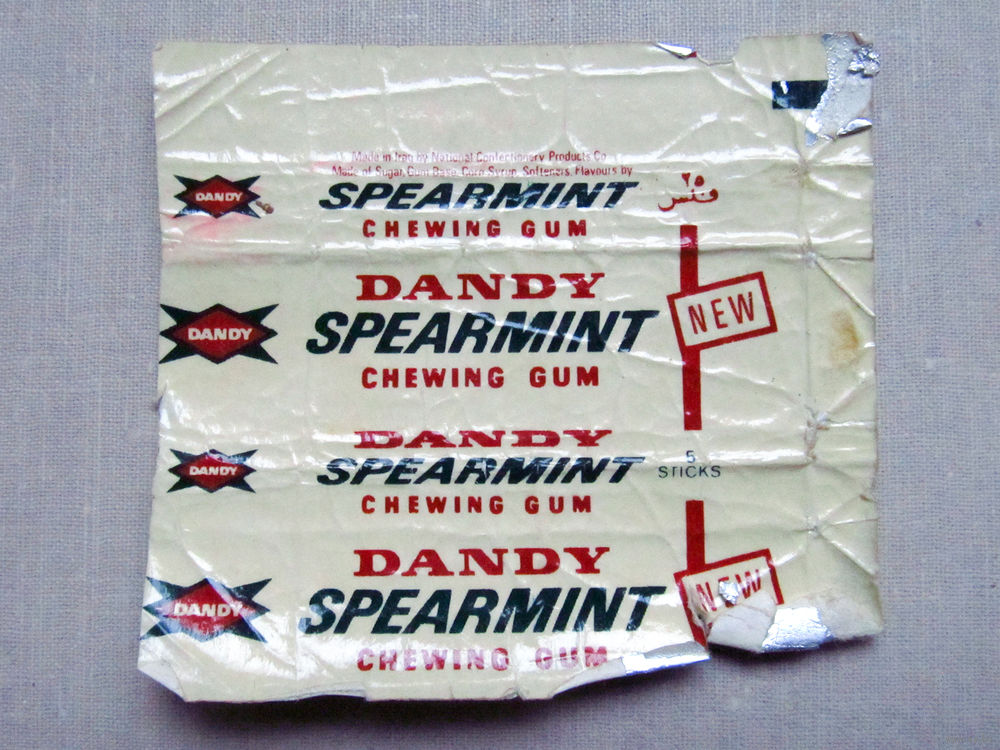 Made in Iran by National Confectionery Products Co
Made of Sugar, Gum Base, Corn Syrup, Softeners, Flavours by
DANDY
SPEARMINT
CHEWING GUM
٢٥
فلس
DANDY
DANDY
SPEARMINT
CHEWING GUM
NEW
DANDY
DANDY
SPEARMINT
CHEWING GUM
5
STICKS
DANDY
DANDY
SPEARMINT
CHEWING GUM
NEW